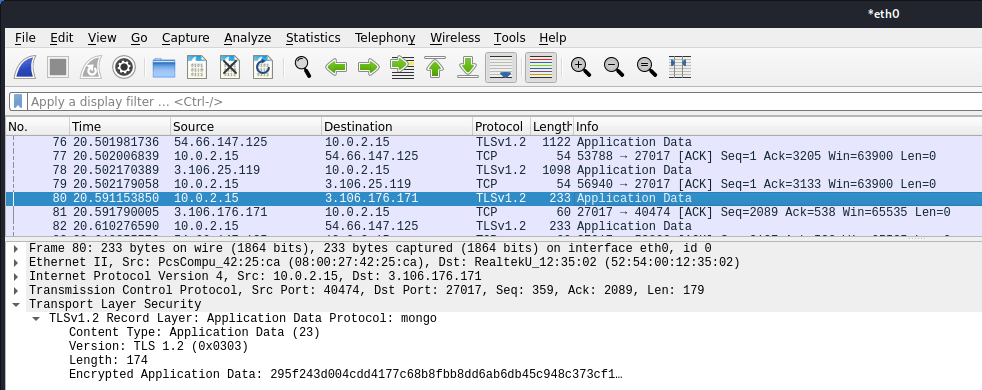 *eth0
File Edit View Go Capture Analyze Statistics Telephony Wireless Tools Help
Apply a display filter … <Ctrl-/>
No. Time Source Destination Protocol Length Info
76 20.501981736 54.66.147.125 10.0.2.15 TLSv1.2 1122 Application Data
77 20.502006839 10.0.2.15 54.66.147.125 TCP 54 53788 → 27017 [ACK] Seq=1 Ack=3205 Win=63900 Len=0
78 20.502170389 3.106.25.119 10.0.2.15 TLSv1.2 1098 Application Data
79 20.502179058 10.0.2.15 3.106.25.119 TCP 54 56940 → 27017 [ACK] Seq=1 Ack=3133 Win=63900 Len=0
80 20.591153850 10.0.2.15 3.106.176.171 TLSv1.2 233 Application Data
81 20.591790005 3.106.176.171 10.0.2.15 TCP 60 27017 → 40474 [ACK] Seq=2089 Ack=538 Win=65535 Len=0
82 20.610276590 10.0.2.15 54.66.147.125 TLSv1.2 233 Application Data
Frame 80: 233 bytes on wire (1864 bits), 233 bytes captured (1864 bits) on interface eth0, id 0
Ethernet II, Src: PcsCompu_42:25:ca (08:00:27:42:25:ca), Dst: RealtekU_12:35:02 (52:54:00:12:35:02)
Internet Protocol Version 4, Src: 10.0.2.15, Dst: 3.106.176.171
Transmission Control Protocol, Src Port: 40474, Dst Port: 27017, Seq: 359, Ack: 2089, Len: 179
Transport Layer Security
TLSv1.2 Record Layer: Application Data Protocol: mongo
Content Type: Application Data (23)
Version: TLS 1.2 (0x0303)
Length: 174
Encrypted Application Data: 295f243d004cdd4177c68b8fbb8dd6ab6db45c948c373cf1…